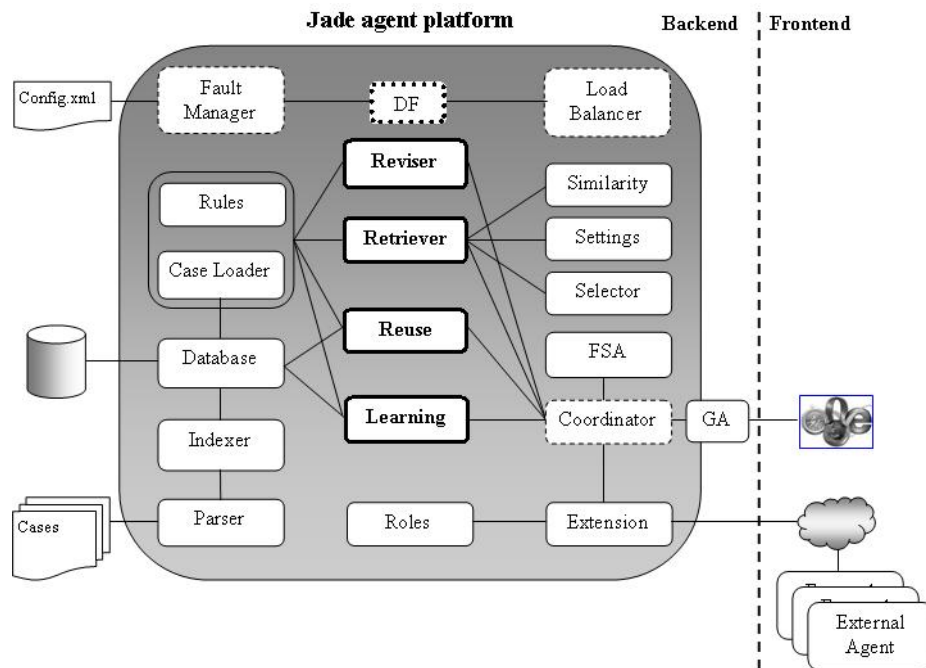 Jade agent platform
Backend
Frontend
Config.xml
Fault
Manager
DF
Load
Balancer
Reviser
Rules
Similarity
Retriever
Settings
Case Loader
Selector
Reuse
FSA
Database
Learning
Coordinator
GA
Indexer
Cases
Parser
Roles
Extension
External
Agent